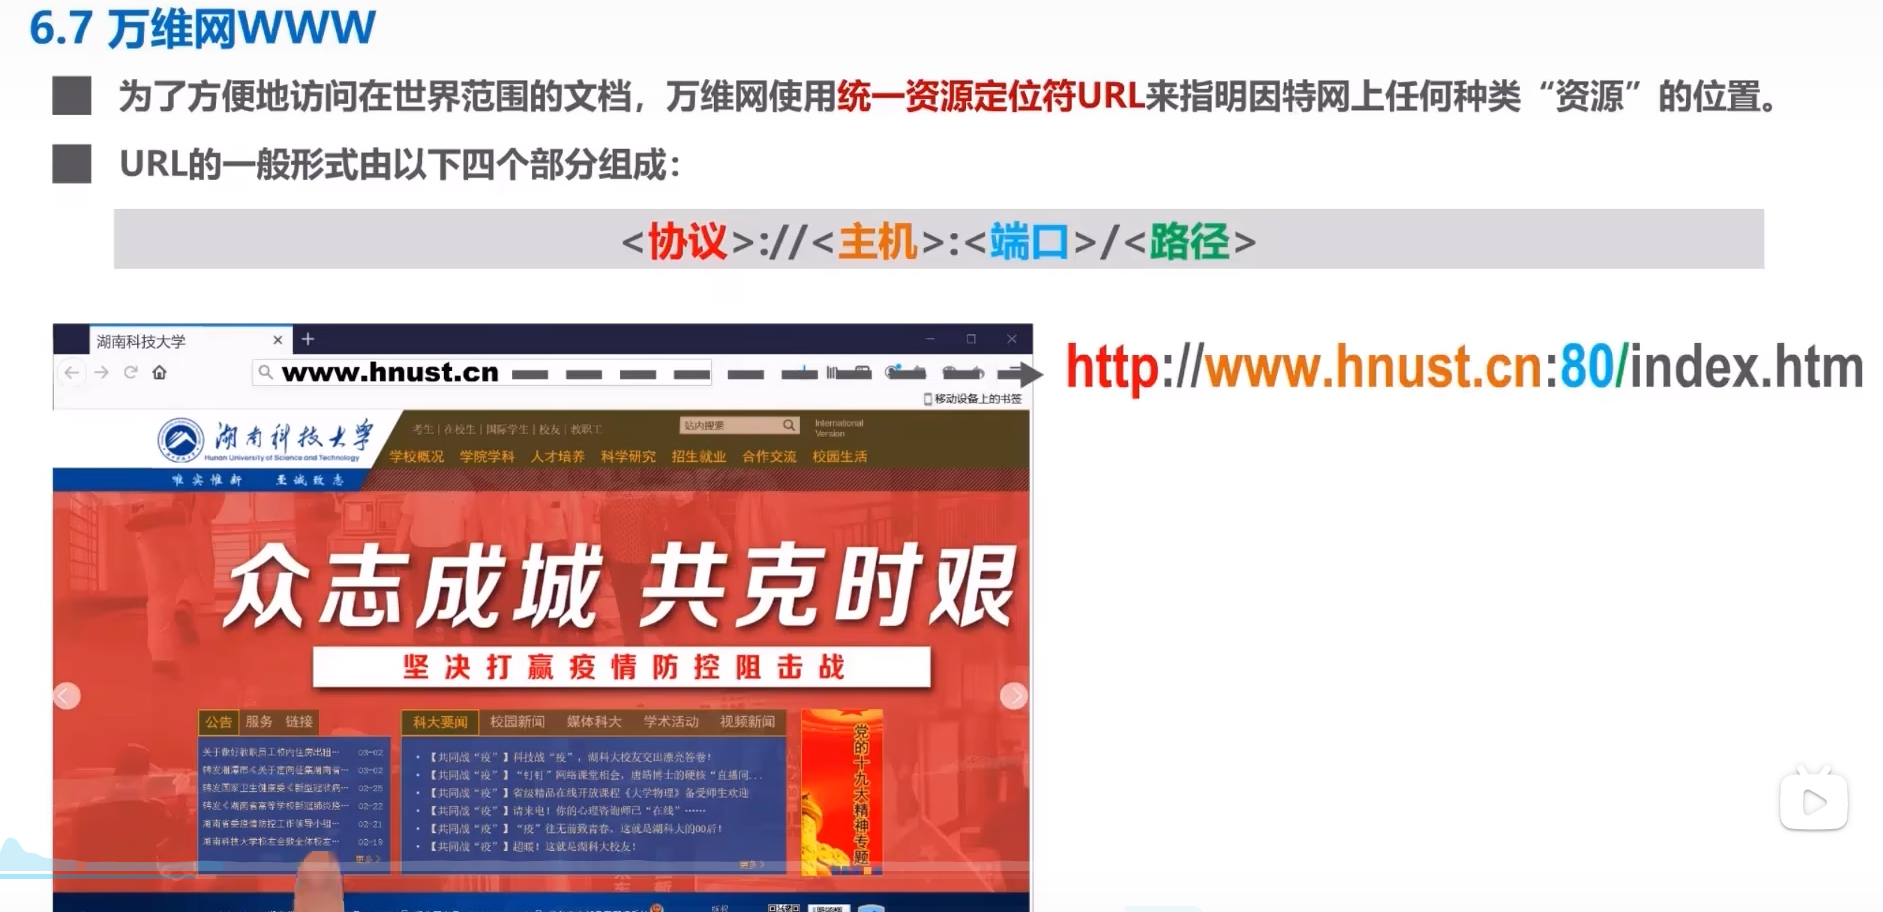 6.7 万维网WWW
为了方便地访问在世界范围的文档，万维网使用统一资源定位符URL来指明因特网上任何种类“资源”的位置。
URL的一般形式由以下四个部分组成：
<协议>://<主机>:<端口>/<路径>
湖南科技大学
www.hnust.cn
http://www.hnust.cn:80/index.htm
移动设备上的书签
湖南科技大学
Hunan University of Science and Technology
考生 | 在校生 | 国际学生 | 校友 | 教职工
站内搜索
International
Version
学校概况 学院学科 人才培养 科学研究 招生就业 合作交流 校园生活
唯实惟新 至诚致志
众志成城 共克时艰
坚决打赢疫情防控阻击战
公告 服务 链接
关于做好教职员工校内住房出租… 03-02
转发湘潭市《关于定向征集湖南省… 03-02
转发国家卫生健康委《新型冠状病… 02-25
转发《湖南省高等学校新冠肺炎疫… 02-22
湖南省委疫情防控工作领导小组… 02-21
湖南科技大学校友会致全体校友… 02-19
更多
科大要闻 校园新闻 媒体科大 学术活动 视频新闻
【共同战“疫”】科技战“疫”，湖科大校友交出漂亮答卷！
【共同战“疫”】“钉钉”网络课堂相会，唐皓博士的硬核“直播间...
【共同战“疫”】省级精品在线开放课程《大学物理》备受师生欢迎
【共同战“疫”】请来电！你的心理咨询师已“在线”……
【共同战“疫”】“疫”往无前致青春，这就是湖科大的00后！
【共同战“疫”】超暖！这就是湖科大校友！
更多
党的十九大精神专题